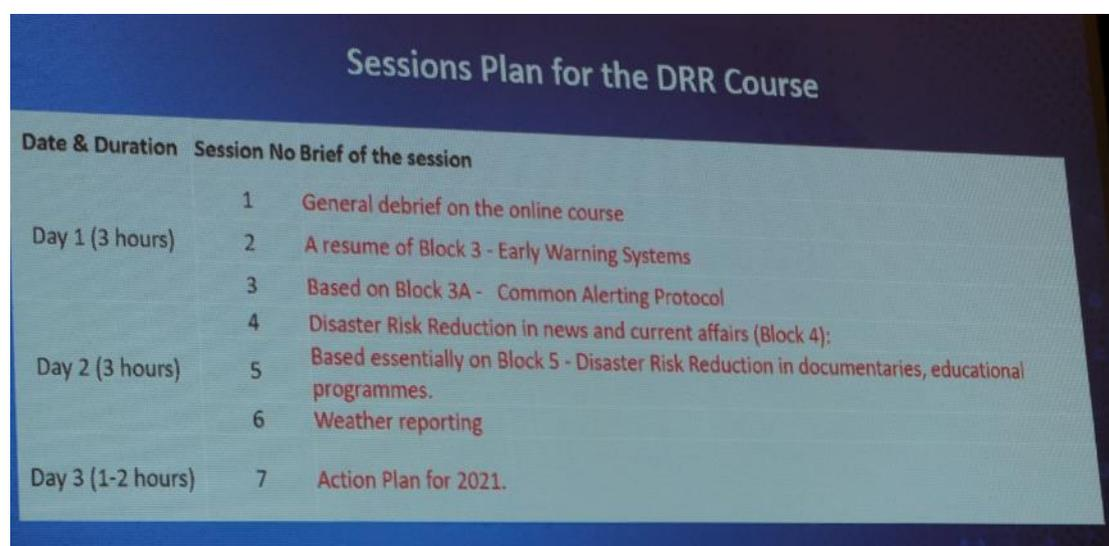 Sessions Plan for the DRR Course
Date & Duration Session No Brief of the session
1 General debrief on the online course
Day 1 (3 hours) 2 A resume of Block 3 - Early Warning Systems
3 Based on Block 3A - Common Alerting Protocol
4 Disaster Risk Reduction in news and current affairs (Block 4):
Day 2 (3 hours) 5 Based essentially on Block 5 - Disaster Risk Reduction in documentaries, educational
programmes.
6 Weather reporting
Day 3 (1-2 hours) 7 Action Plan for 2021.